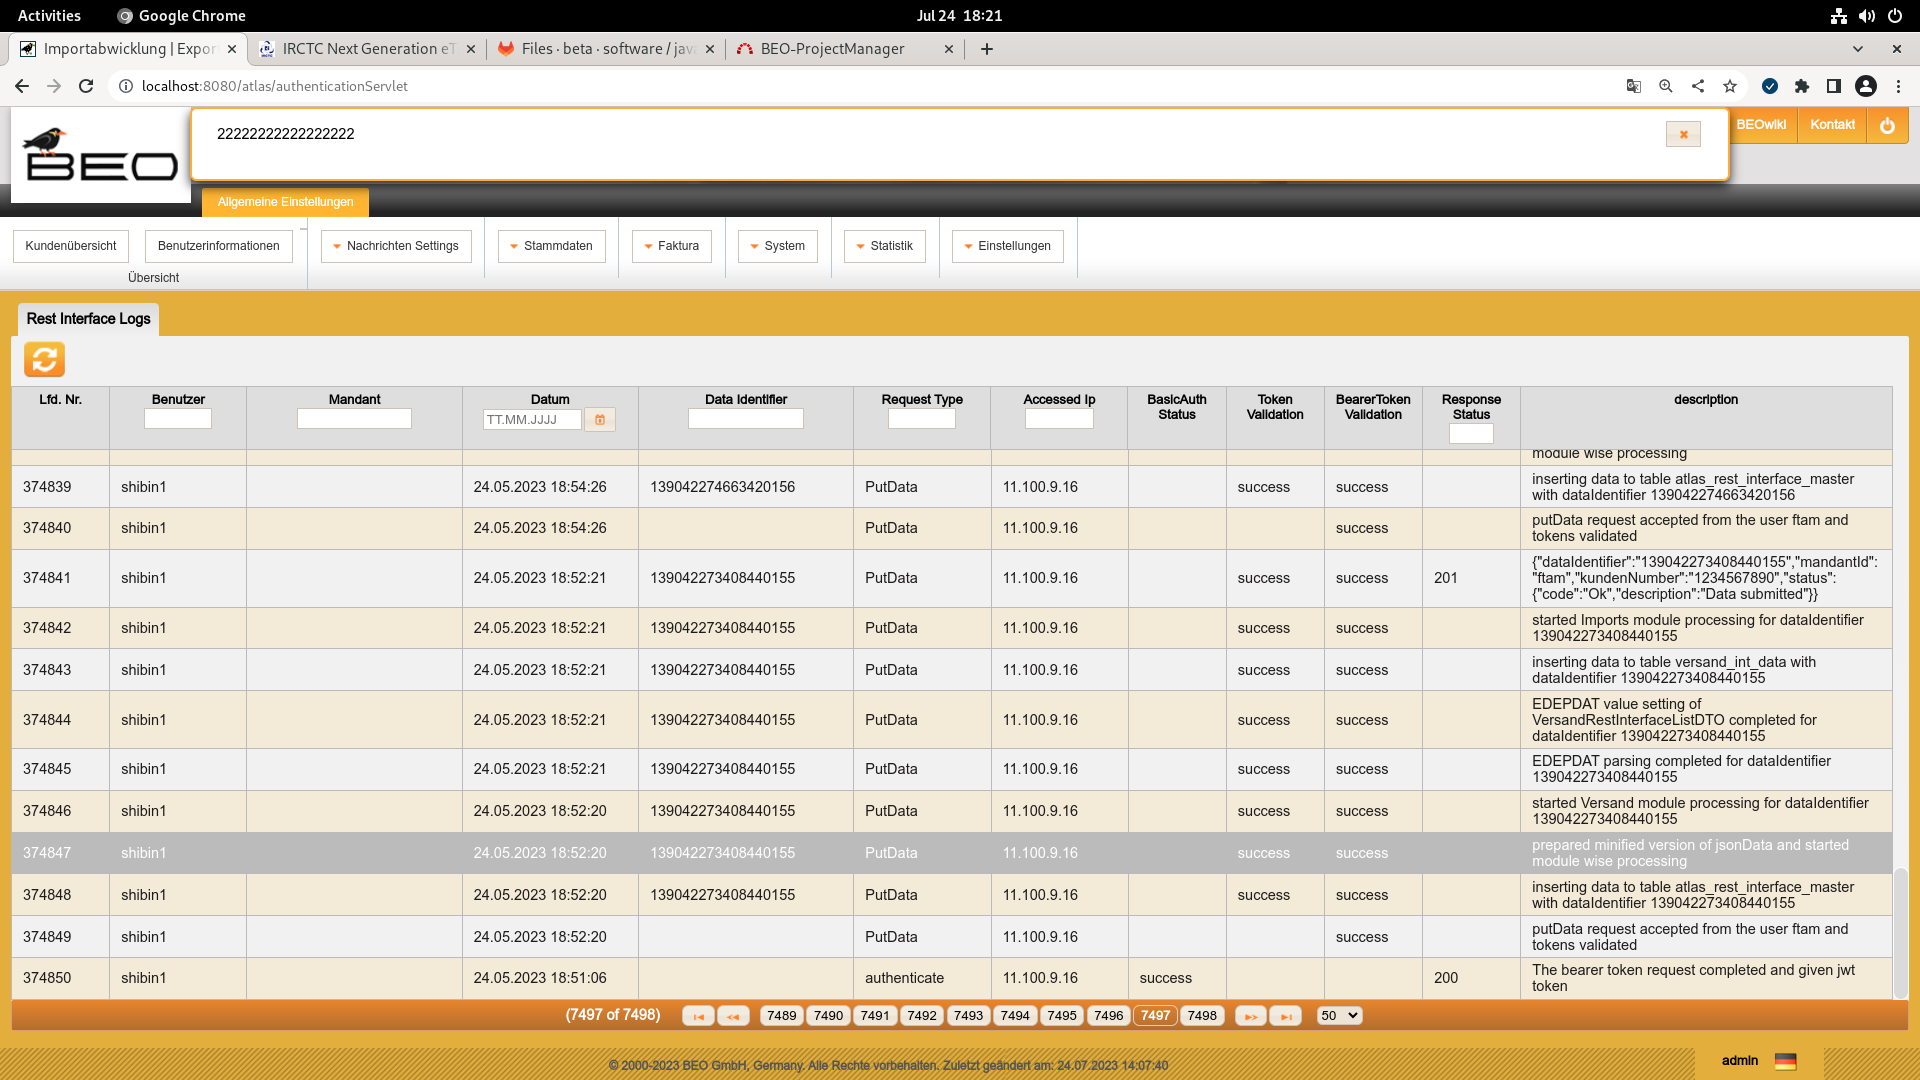 Activities
Google Chrome
Jul 24 18:21
Importabwicklung | Expor
IRCTC Next Generation eT
Files · beta · software / java
BEO-ProjectManager
localhost:8080/atlas/authenticationServlet
BEO
22222222222222222
BEOwiki
Kontakt
Allgemeine Einstellungen
Kundenübersicht
Benutzerinformationen
Nachrichten Settings
Stammdaten
Faktura
System
Statistik
Einstellungen
Übersicht
Rest Interface Logs
Lfd. Nr. Benutzer Mandant Datum Data Identifier Request Type Accessed Ip BasicAuth Status Token Validation BearerToken Validation Response Status description
TT.MM.JJJJ
module wise processing
374839 shibin1 24.05.2023 18:54:26 139042274663420156 PutData 11.100.9.16 success success inserting data to table atlas_rest_interface_master
with dataIdentifier 139042274663420156
374840 shibin1 24.05.2023 18:54:26 PutData 11.100.9.16 success putData request accepted from the user ftam and
tokens validated
374841 shibin1 24.05.2023 18:52:21 139042273408440155 PutData 11.100.9.16 success success 201 {"dataIdentifier":"139042273408440155","mandantId":
"ftam","kundenNumber":"1234567890","status":
{"code":"Ok","description":"Data submitted"}}
374842 shibin1 24.05.2023 18:52:21 139042273408440155 PutData 11.100.9.16 success success started Imports module processing for dataIdentifier
139042273408440155
374843 shibin1 24.05.2023 18:52:21 139042273408440155 PutData 11.100.9.16 success success inserting data to table versand_int_data with
dataIdentifier 139042273408440155
374844 shibin1 24.05.2023 18:52:21 139042273408440155 PutData 11.100.9.16 success success EDEPDAT value setting of
VersandRestInterfaceListDTO completed for
dataIdentifier 139042273408440155
374845 shibin1 24.05.2023 18:52:21 139042273408440155 PutData 11.100.9.16 success success EDEPDAT parsing completed for dataIdentifier
139042273408440155
374846 shibin1 24.05.2023 18:52:20 139042273408440155 PutData 11.100.9.16 success success started Versand module processing for dataIdentifier
139042273408440155
374847 shibin1 24.05.2023 18:52:20 139042273408440155 PutData 11.100.9.16 success success prepared minified version of jsonData and started
module wise processing
374848 shibin1 24.05.2023 18:52:20 139042273408440155 PutData 11.100.9.16 success success inserting data to table atlas_rest_interface_master
with dataIdentifier 139042273408440155
374849 shibin1 24.05.2023 18:52:20 PutData 11.100.9.16 success putData request accepted from the user ftam and
tokens validated
374850 shibin1 24.05.2023 18:51:06 authenticate 11.100.9.16 success 200 The bearer token request completed and given jwt
token
(7497 of 7498) 7489 7490 7491 7492 7493 7494 7495 7496 7497 7498 50
© 2000-2023 BEO GmbH, Germany. Alle Rechte vorbehalten. Zuletzt geändert am: 24.07.2023 14:07:40
admin